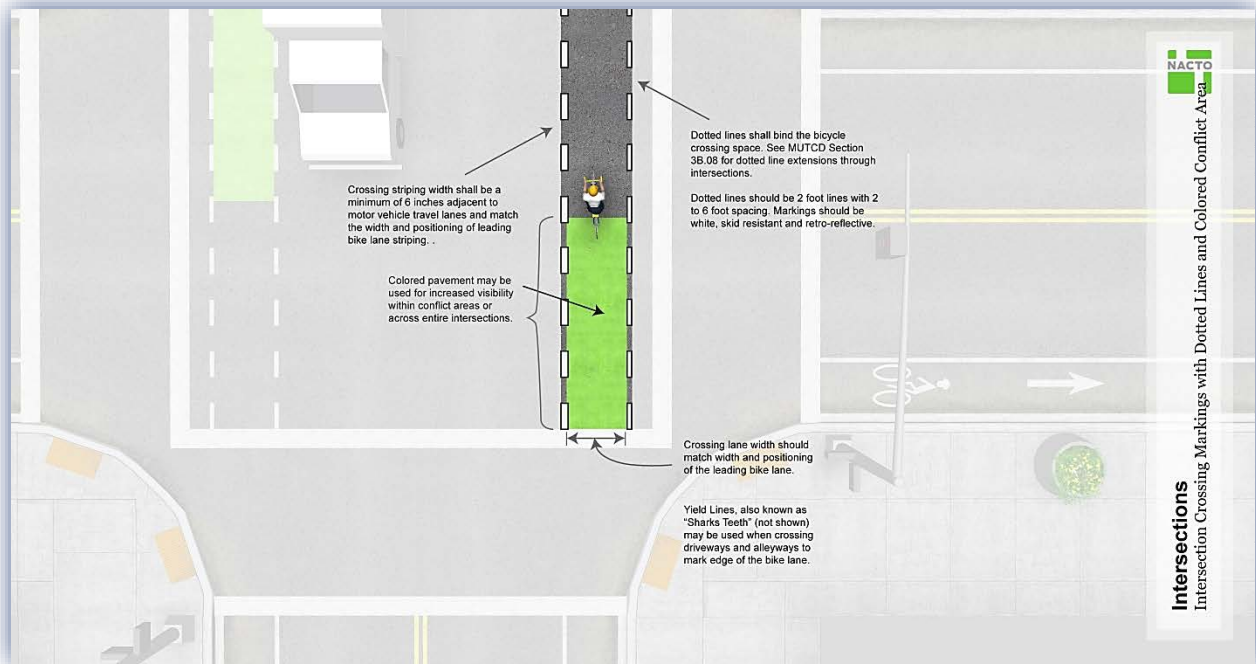 Crossing striping width shall be a
minimum of 6 inches adjacent to
motor vehicle travel lanes and match
the width and positioning of leading
bike lane striping. .
Colored pavement may be
used for increased visibility
within conflict areas or
across entire intersections.
Dotted lines shall bind the bicycle
crossing space. See MUTCD Section
3B.08 for dotted line extensions through
intersections.
Dotted lines should be 2 foot lines with 2
to 6 foot spacing. Markings should be
white, skid resistant and retro-reflective.
Crossing lane width should
match width and positioning
of the leading bike lane.
Yield Lines, also known as
“Sharks Teeth” (not shown)
may be used when crossing
driveways and alleyways to
mark edge of the bike lane.
NACTO
Intersections
Intersection Crossing Markings with Dotted Lines and Colored Conflict Area